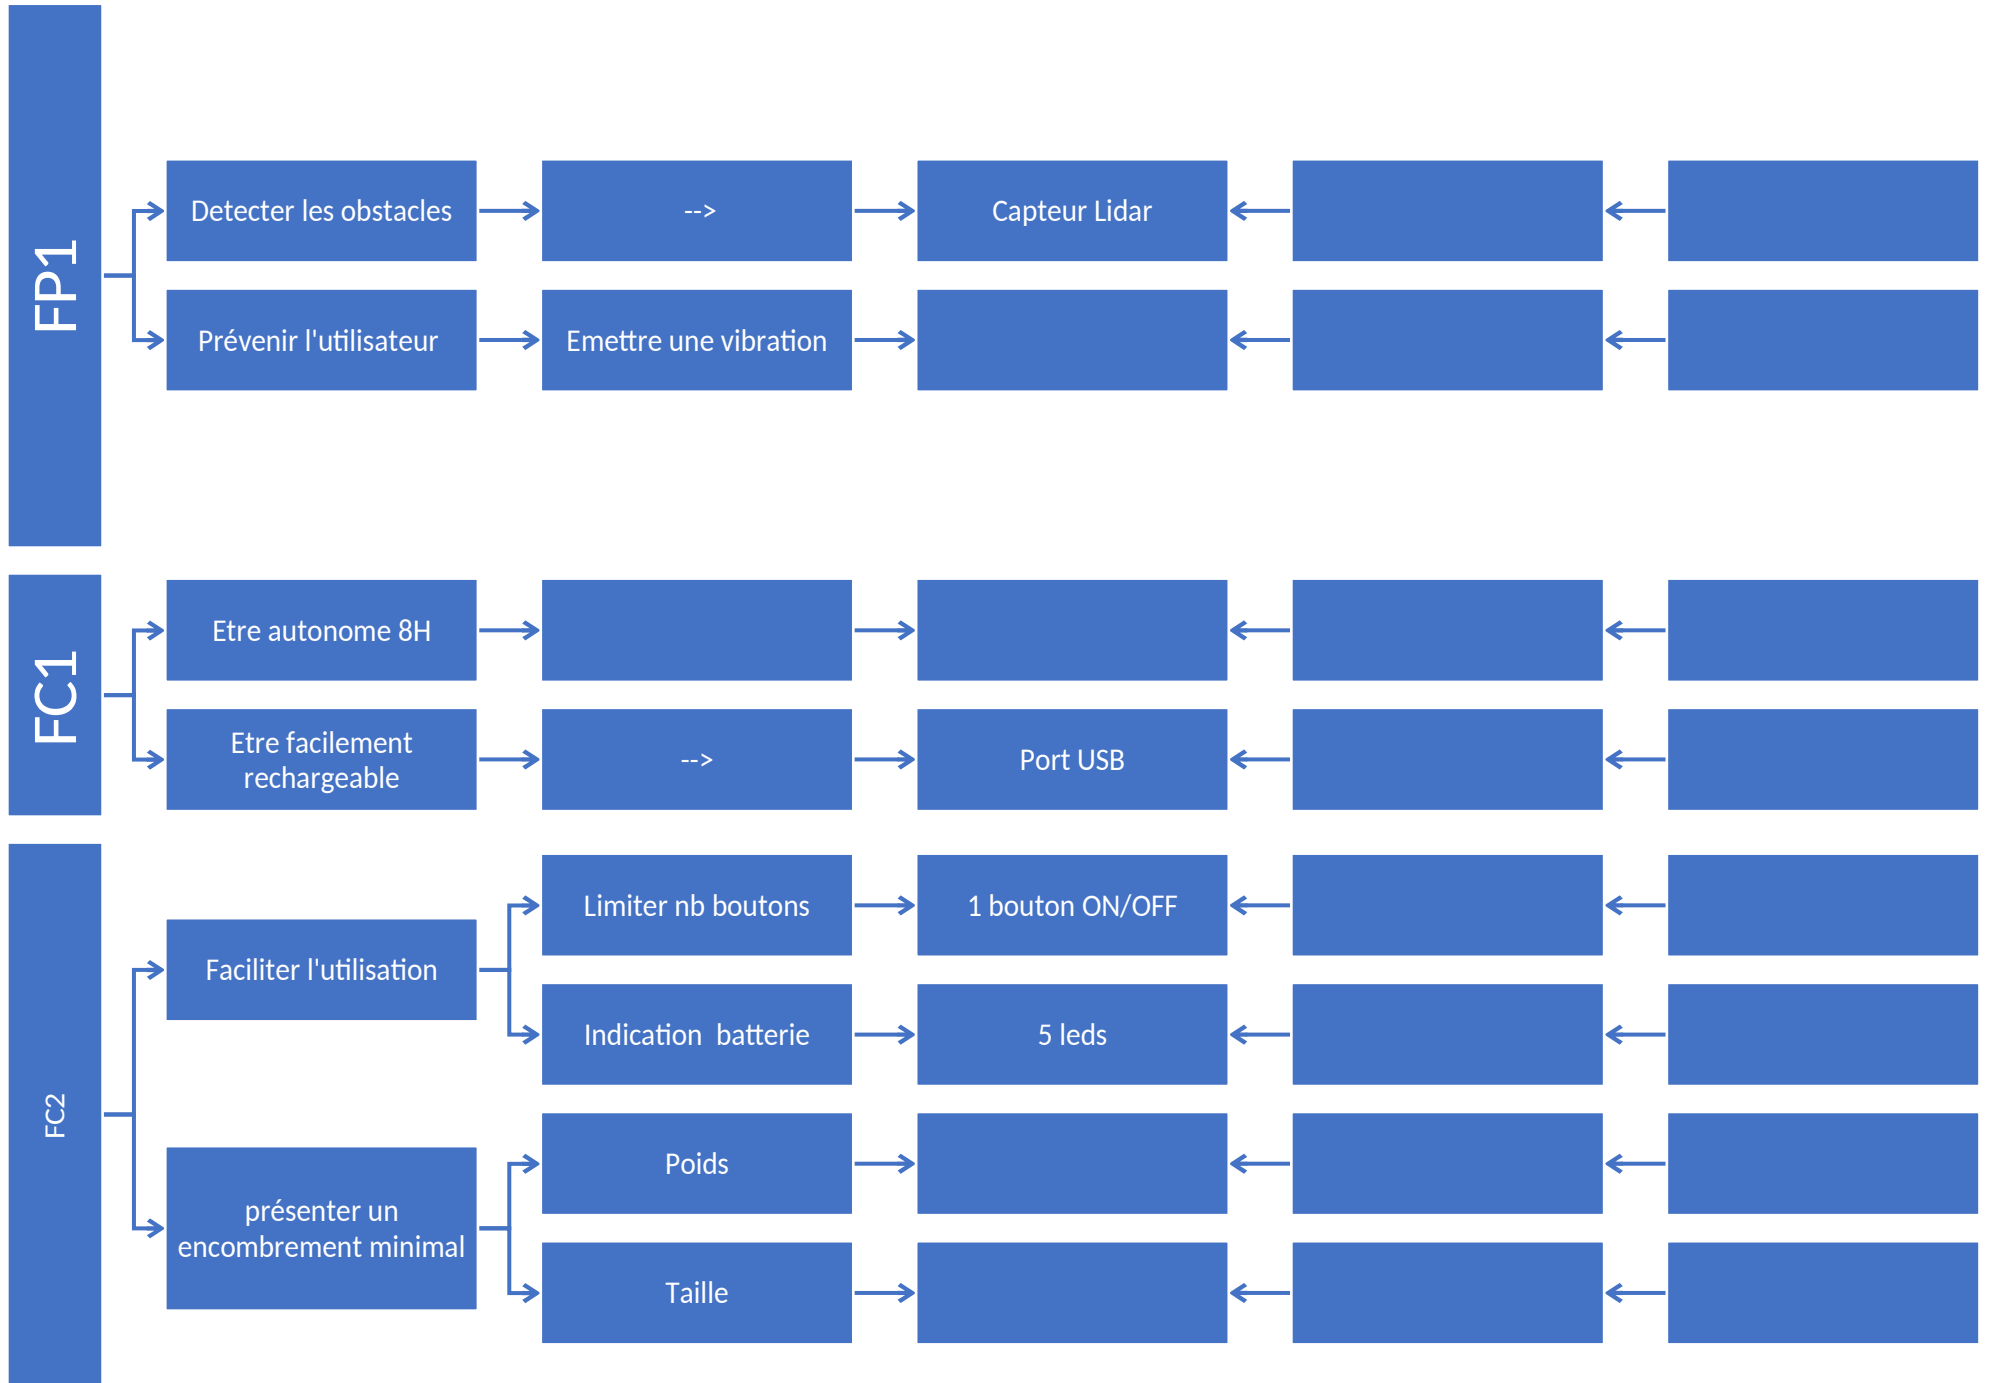 FP1
Detecter les obstacles
-->
Capteur Lidar
Prévenir l'utilisateur
Emettre une vibration
FC1
Etre autonome 8H
Etre facilement
rechargeable
-->
Port USB
FC2
Faciliter l'utilisation
Limiter nb boutons
1 bouton ON/OFF
Indication  batterie
5 leds
présenter un
encombrement minimal
Poids
Taille